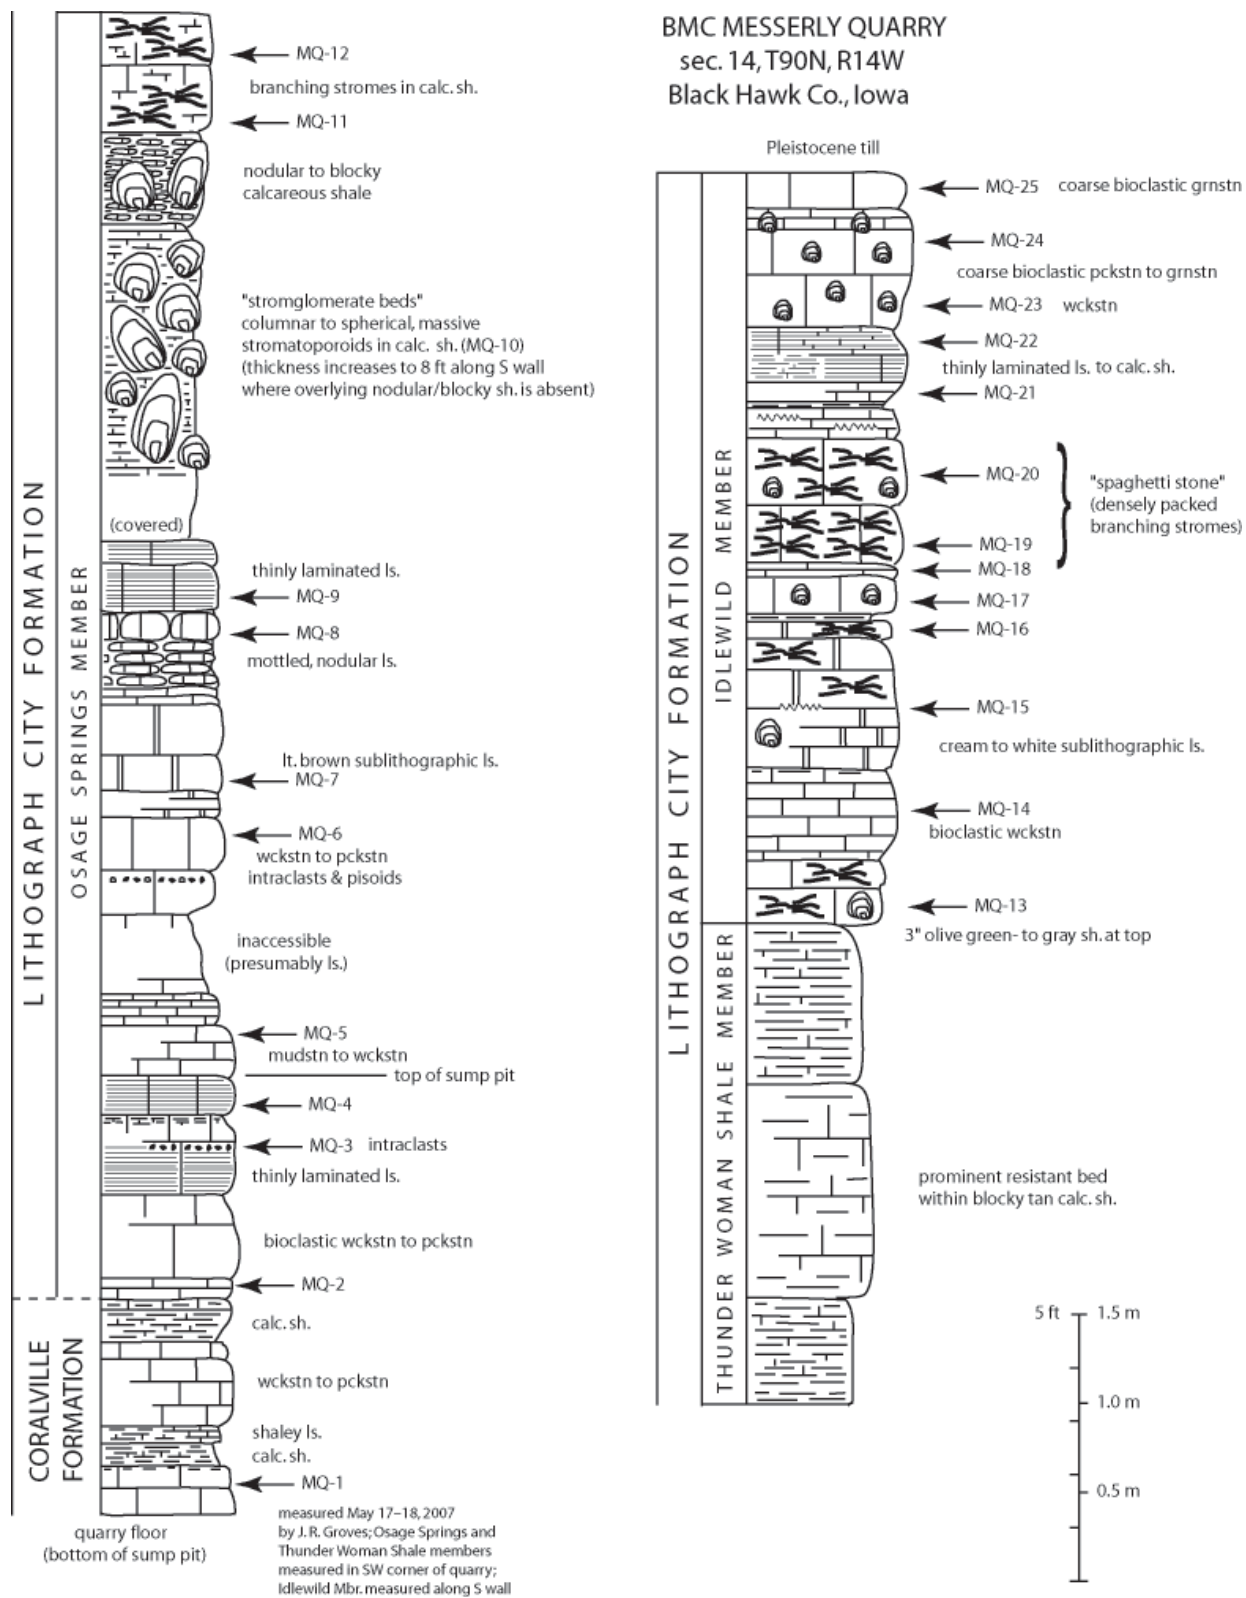 MQ-12
branching stromes in calc. sh.
MQ-11
nodular to blocky
calcareous shale
"stromglomerate beds"
columnar to spherical, massive
stromatoporoids in calc. sh. (MQ-10)
(thickness increases to 8 ft along S wall
where overlying nodular/blocky sh. is absent)
(covered)
thinly laminated ls.
MQ-9
MQ-8
mottled, nodular ls.
lt. brown sublithographic ls.
MQ-7
MQ-6
wckstn to pckstn
intraclasts & pisoids
inaccessible
(presumably ls.)
MQ-5
mudstn to wckstn
top of sump pit
MQ-4
MQ-3 intraclasts
thinly laminated ls.
bioclastic wckstn to pckstn
MQ-2
calc. sh.
wckstn to pckstn
shaley ls.
calc. sh.
MQ-1
LITHOGRAPH CITY FORMATION
OSAGE SPRINGS MEMBER
CORALVILLE
FORMATION
quarry floor
(bottom of sump pit)
measured May 17–18, 2007
by J. R. Groves; Osage Springs and
Thunder Woman Shale members
measured in SW corner of quarry;
Idlewild Mbr. measured along S wall
BMC MESSERLY QUARRY
sec. 14, T90N, R14W
Black Hawk Co., Iowa
Pleistocene till
MQ-25 coarse bioclastic grnstn
MQ-24
coarse bioclastic pckstn to grnstn
MQ-23 wckstn
MQ-22
thinly laminated ls. to calc. sh.
MQ-21
MQ-20
"spaghetti stone"
(densely packed
branching stromes)
MQ-19
MQ-18
MQ-17
MQ-16
MQ-15
cream to white sublithographic ls.
MQ-14
bioclastic wckstn
MQ-13
3" olive green- to gray sh. at top
prominent resistant bed
within blocky tan calc. sh.
LITHOGRAPH CITY FORMATION
IDLEWILD MEMBER
THUNDER WOMAN SHALE MEMBER
5 ft 1.5 m
1.0 m
0.5 m